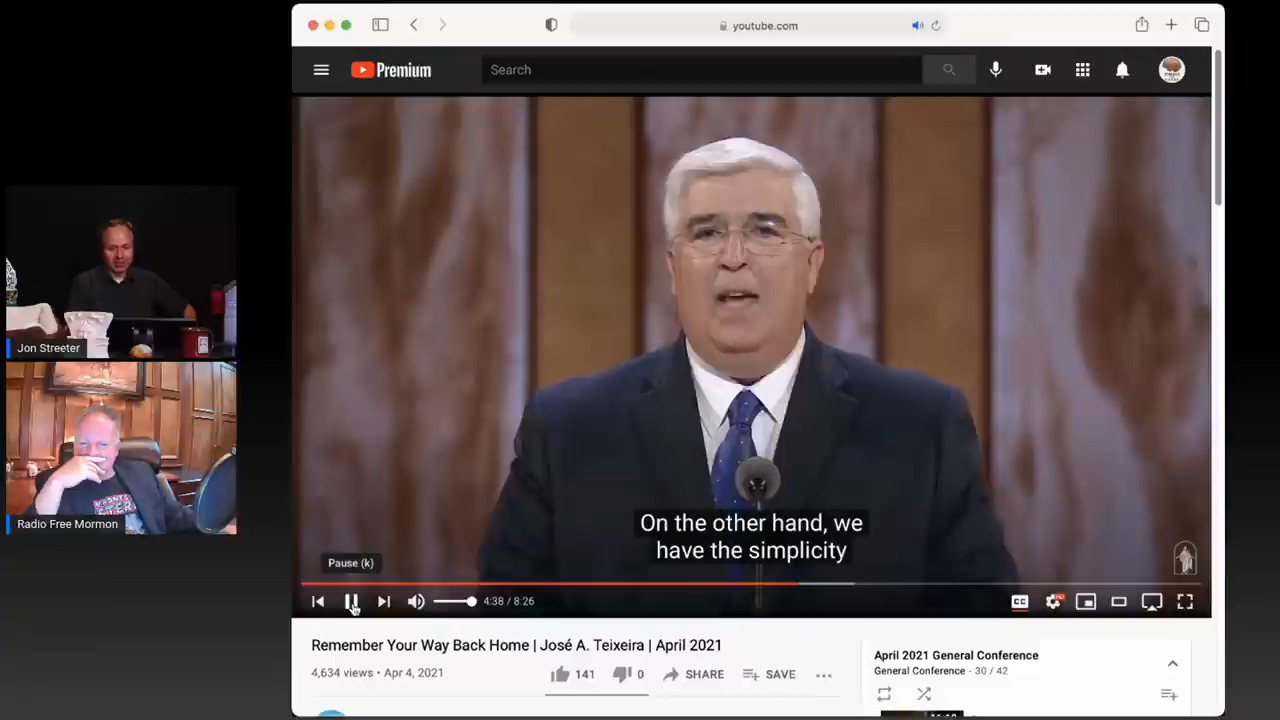 youtube.com
Premium
Search
Jon Streeter
Radio Free Mormon
On the other hand, we
have the simplicity
Pause (k)
4:38 / 8:26
CC
HD
Remember Your Way Back Home | José A. Teixeira | April 2021
4,634 views • Apr 4, 2021
141
0
SHARE
SAVE
April 2021 General Conference
General Conference - 30 / 42